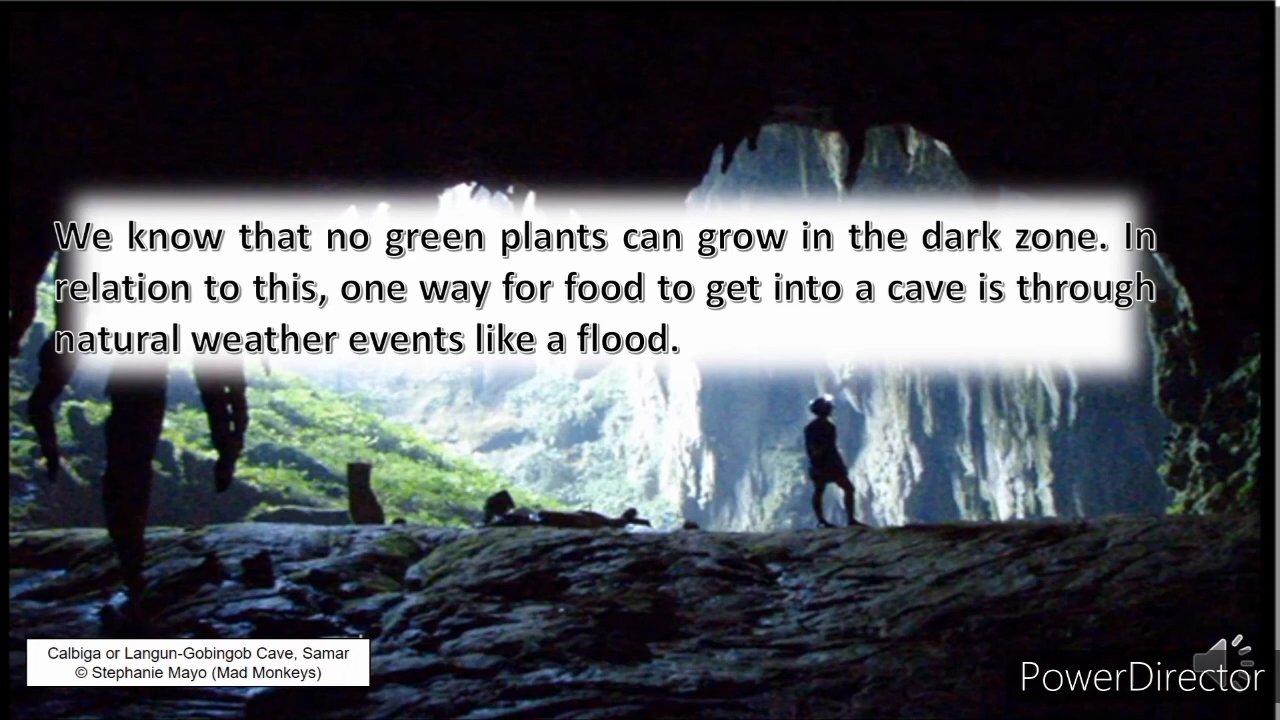 We know that no green plants can grow in the dark zone. In
relation to this, one way for food to get into a cave is through
natural weather events like a flood.
Calbiga or Langun-Gobingob Cave, Samar
© Stephanie Mayo (Mad Monkeys)
PowerDirector